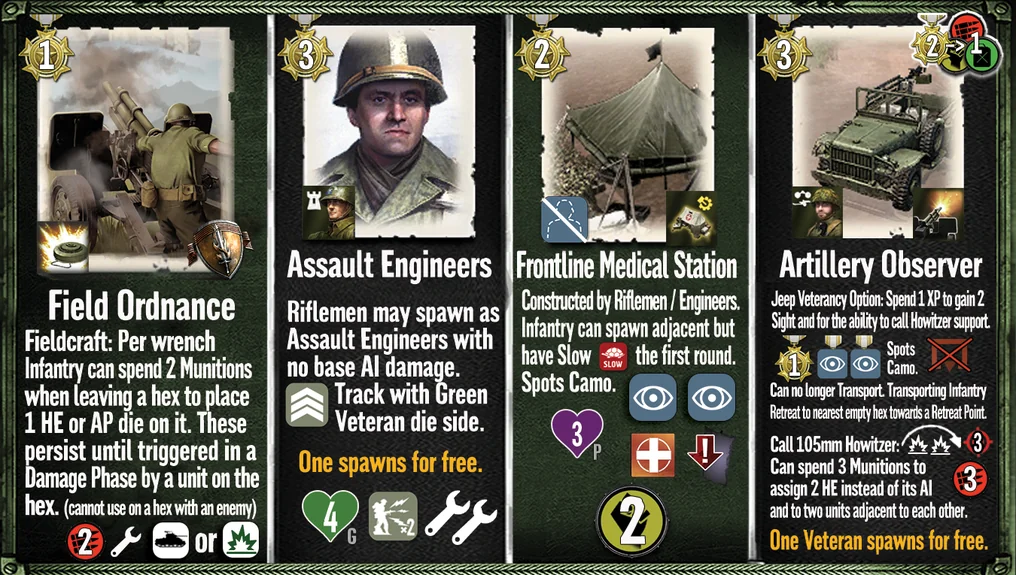 1
Field Ordnance
Fieldcraft: Per wrench
Infantry can spend 2 Munitions
when leaving a hex to place
1 HE or AP die on it. These
persist until triggered in a
Damage Phase by a unit on the
hex. (cannot use on a hex with an enemy)
2 or
3
Assault Engineers
Riflemen may spawn as
Assault Engineers with
no base AI damage.
Track with Green
Veteran die side.
One spawns for free.
4 G x2
2
Frontline Medical Station
Constructed by Riflemen / Engineers.
Infantry can spawn adjacent but
have Slow SLOW the first round.
Spots Camo.
3 P
2
3
2->1
Artillery Observer
Jeep Veterancy Option: Spend 1 XP to gain 2
Sight and for the ability to call Howitzer support.
1 Spots
Camo.
Can no longer Transport. Transporting Infantry
Retreat to nearest empty hex towards a Retreat Point.
Call 105mm Howitzer: 3
Can spend 3 Munitions to
assign 2 HE instead of its AI 3
and to two units adjacent to each other.
One Veteran spawns for free.